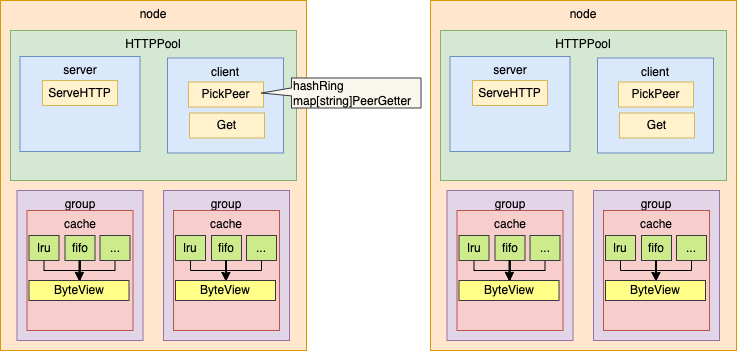 node
HTTPPool
server
ServeHTTP
client
PickPeer
Get
hashRing
map[string]PeerGetter
group
cache
lru
fifo
...
ByteView
group
cache
lru
fifo
...
ByteView
node
HTTPPool
server
ServeHTTP
client
PickPeer
Get
group
cache
lru
fifo
...
ByteView
group
cache
lru
fifo
...
ByteView